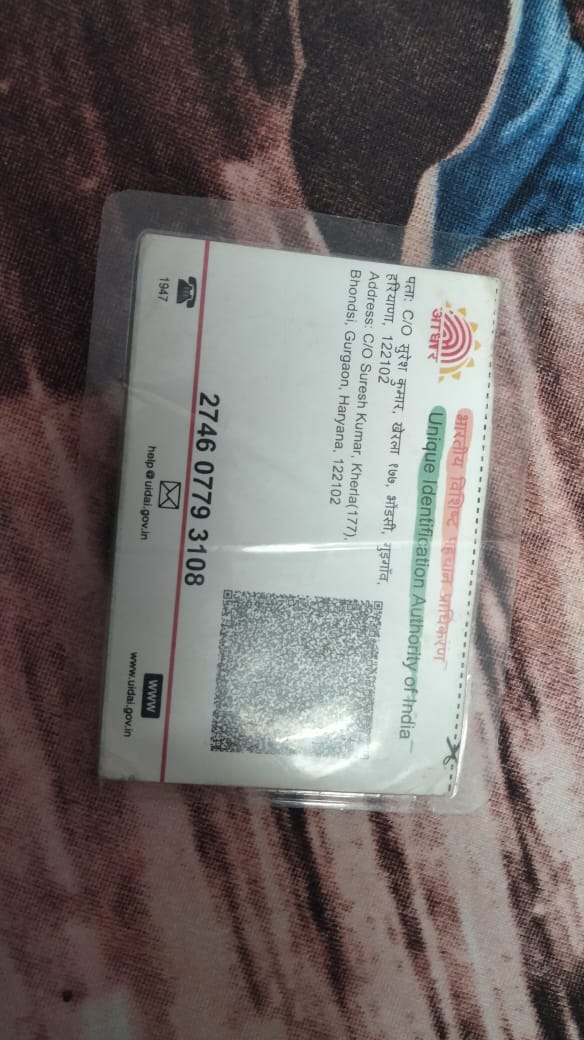 आधार
भारतीय विशिष्ट पहचान प्राधिकरण
Unique Identification Authority of India
पता: C/O सुरेश कुमार, खेरला १७७, भोंडसी, गुड़गाँव,
हरियाणा, 122102
Address: C/O Suresh Kumar, Kherla(177),
Bhondsi, Gurgaon, Haryana, 122102
2746 0779 3108
1947
help@uidai.gov.in
www
www.uidai.gov.in